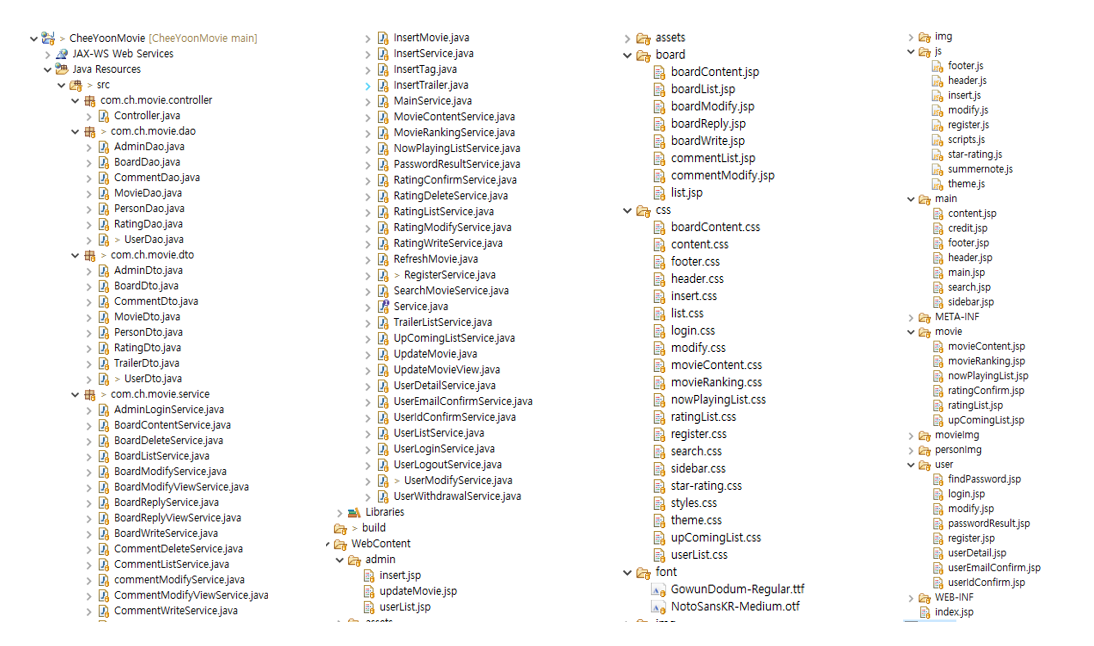 > CheeYoonMovie [CheeYoonMovie main]
JAX-WS Web Services
Java Resources
> src
com.ch.movie.controller
Controller.java
> com.ch.movie.dao
AdminDao.java
BoardDao.java
CommentDao.java
MovieDao.java
PersonDao.java
RatingDao.java
> UserDao.java
> com.ch.movie.dto
AdminDto.java
BoardDto.java
CommentDto.java
MovieDto.java
PersonDto.java
RatingDto.java
TrailerDto.java
> UserDto.java
> com.ch.movie.service
AdminLoginService.java
BoardContentService.java
BoardDeleteService.java
BoardListService.java
BoardModifyService.java
BoardModifyViewService.java
BoardReplyService.java
BoardReplyViewService.java
BoardWriteService.java
CommentDeleteService.java
CommentListService.java
commentModifyService.java
CommentModifyViewService.java
CommentWriteService.java
InsertMovie.java
InsertService.java
InsertTag.java
InsertTrailer.java
MainService.java
MovieContentService.java
MovieRankingService.java
NowPlayingListService.java
PasswordResultService.java
RatingConfirmService.java
RatingDeleteService.java
RatingListService.java
RatingModifyService.java
RatingWriteService.java
RefreshMovie.java
> RegisterService.java
SearchMovieService.java
Service.java
TrailerListService.java
UpComingListService.java
UpdateMovie.java
UpdateMovieView.java
UserDetailService.java
UserEmailConfirmService.java
UserIdConfirmService.java
UserListService.java
UserLoginService.java
UserLogoutService.java
> UserModifyService.java
UserWithdrawalService.java
Libraries
> build
WebContent
admin
insert.jsp
updateMovie.jsp
userList.jsp
assets
board
boardContent.jsp
boardList.jsp
boardModify.jsp
boardReply.jsp
boardWrite.jsp
commentList.jsp
commentModify.jsp
list.jsp
css
boardContent.css
content.css
footer.css
header.css
insert.css
list.css
login.css
modify.css
movieContent.css
movieRanking.css
nowPlayingList.css
ratingList.css
register.css
search.css
sidebar.css
star-rating.css
styles.css
theme.css
upComingList.css
userList.css
font
GowunDodum-Regular.ttf
NotoSansKR-Medium.otf
img
js
footer.js
header.js
insert.js
modify.js
register.js
scripts.js
star-rating.js
summernote.js
theme.js
main
content.jsp
credit.jsp
footer.jsp
header.jsp
main.jsp
search.jsp
sidebar.jsp
META-INF
movie
movieContent.jsp
movieRanking.jsp
nowPlayingList.jsp
ratingConfirm.jsp
ratingList.jsp
upComingList.jsp
movieImg
personImg
user
findPassword.jsp
login.jsp
modify.jsp
passwordResult.jsp
register.jsp
userDetail.jsp
userEmailConfirm.jsp
userIdConfirm.jsp
WEB-INF
index.jsp